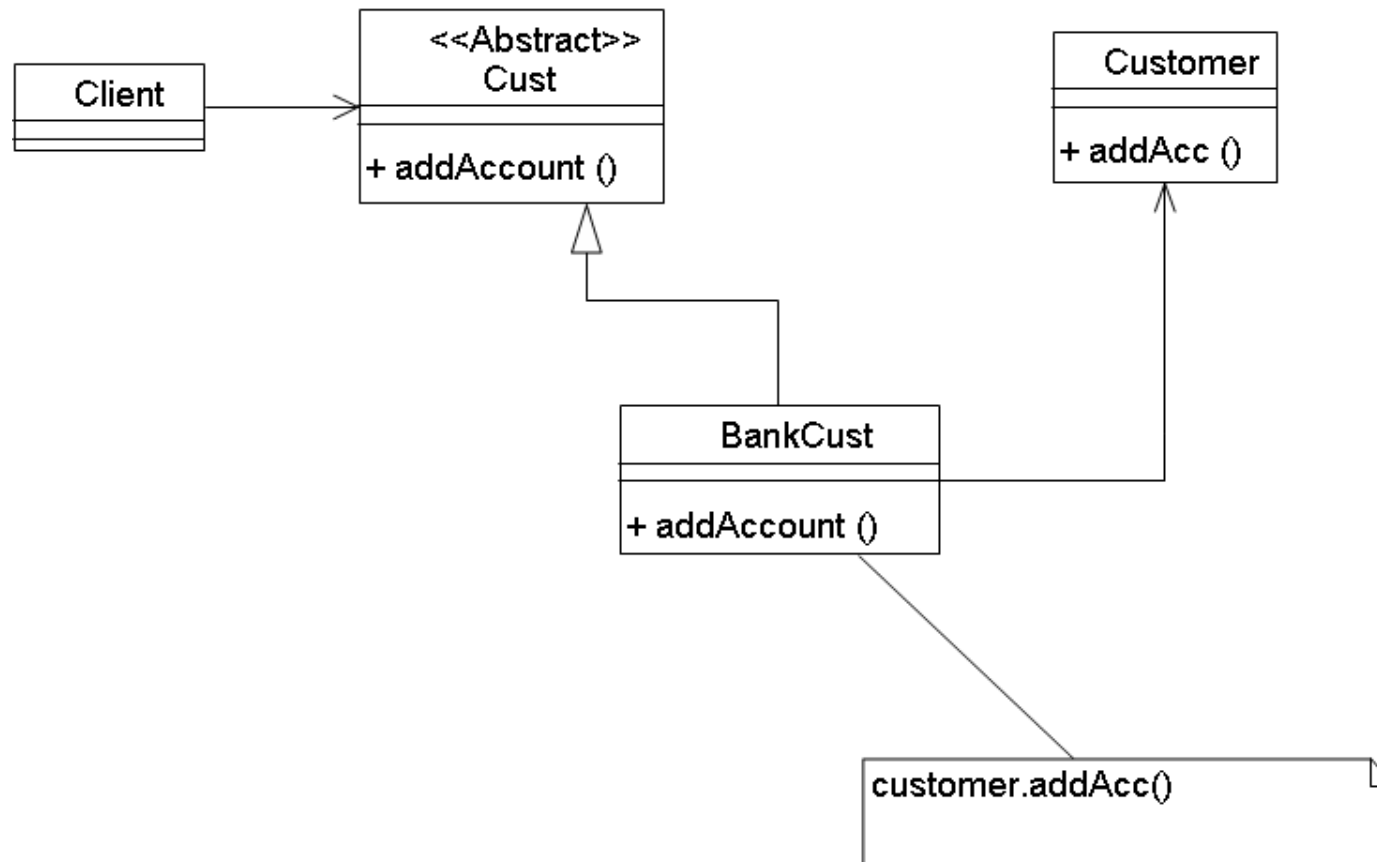 Client
<<Abstract>>
Cust
+ addAccount ()
Customer
+ addAcc ()
BankCust
+ addAccount ()
customer.addAcc()